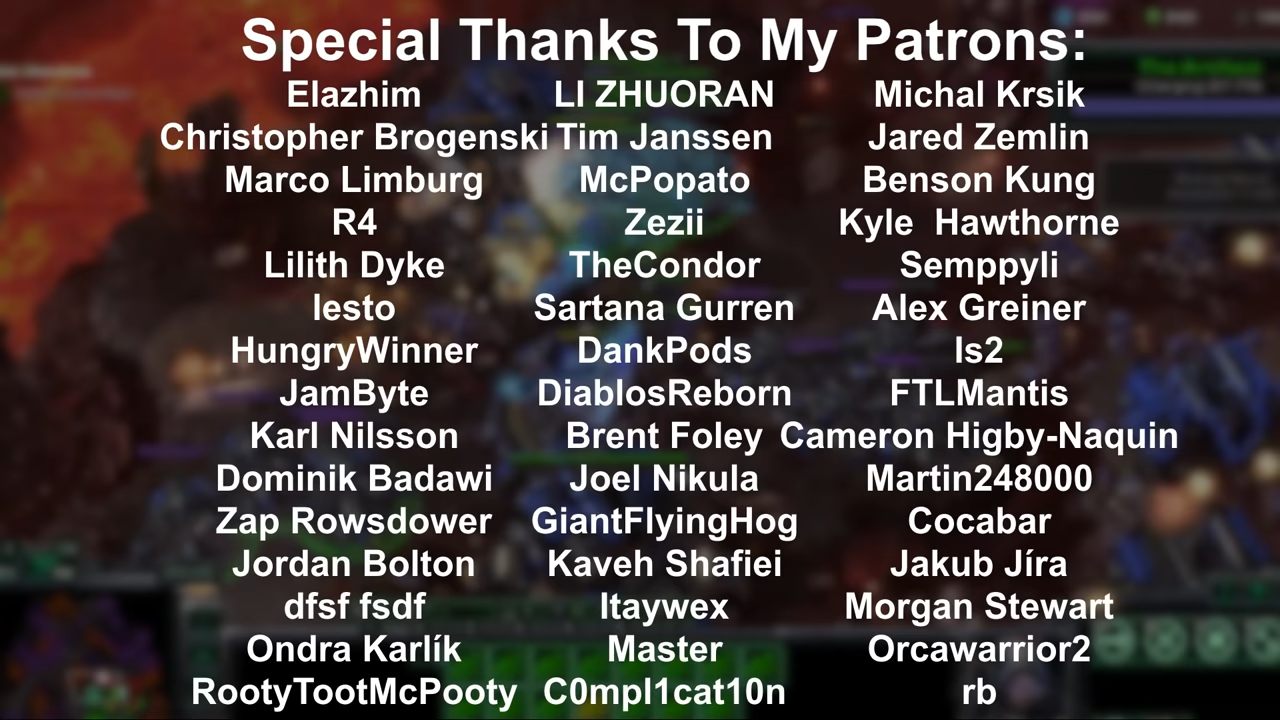 Special Thanks To My Patrons:
Elazhim LI ZHUORAN Michal Krsik
Christopher Brogenski Tim Janssen Jared Zemlin
Marco Limburg McPopato Benson Kung
R4 Zezii Kyle  Hawthorne
Lilith Dyke TheCondor Semppyli
lesto Sartana Gurren Alex Greiner
HungryWinner DankPods ls2
JamByte DiablosReborn FTLMantis
Karl Nilsson Brent Foley Cameron Higby-Naquin
Dominik Badawi Joel Nikula Martin248000
Zap Rowsdower GiantFlyingHog Cocabar
Jordan Bolton Kaveh Shafiei Jakub Jíra
dfsf fsdf Itaywex Morgan Stewart
Ondra Karlík Master Orcawarrior2
RootyTootMcPooty C0mpl1cat10n rb